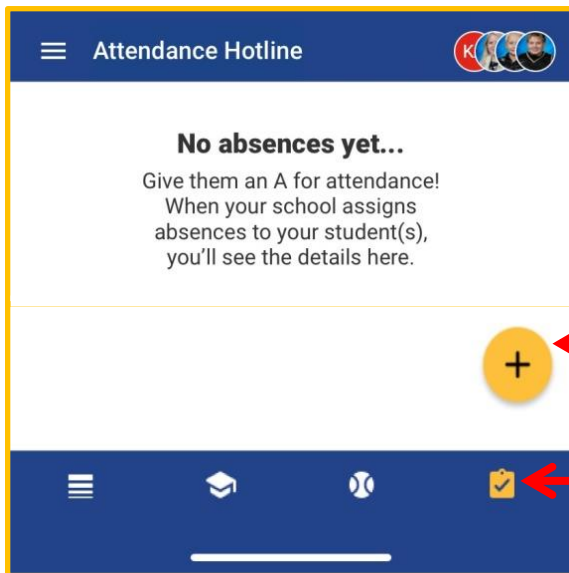 Attendance Hotline
K
No absences yet...
Give them an A for attendance!
When your school assigns
absences to your student(s),
you'll see the details here.
+